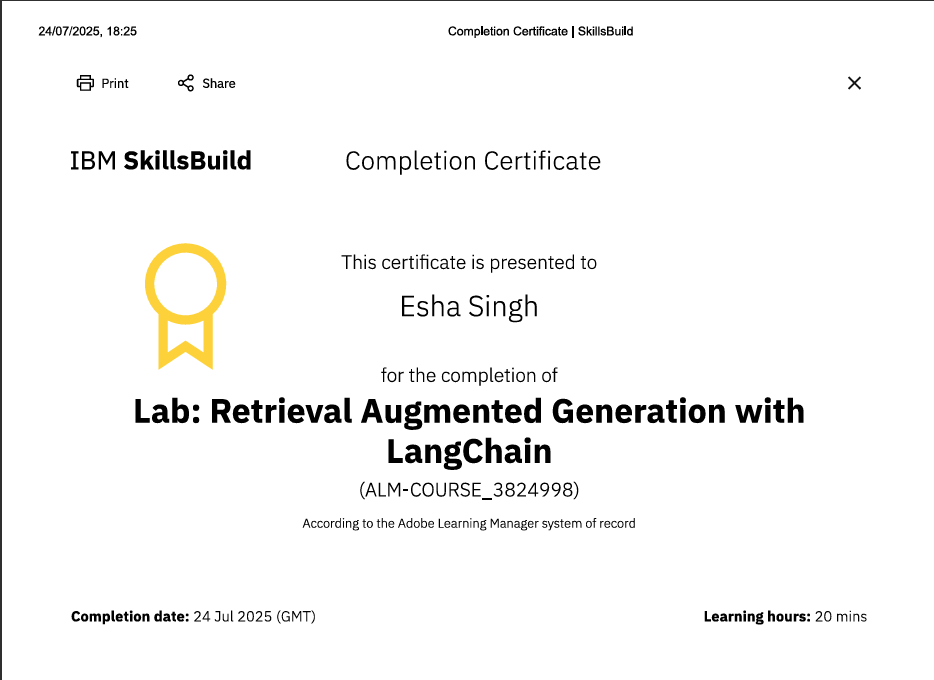 24/07/2025, 18:25 Completion Certificate | SkillsBuild
Print Share
IBM SkillsBuild Completion Certificate
This certificate is presented to
Esha Singh
for the completion of
Lab: Retrieval Augmented Generation with
LangChain
(ALM-COURSE_3824998)
According to the Adobe Learning Manager system of record
Completion date: 24 Jul 2025 (GMT) Learning hours: 20 mins